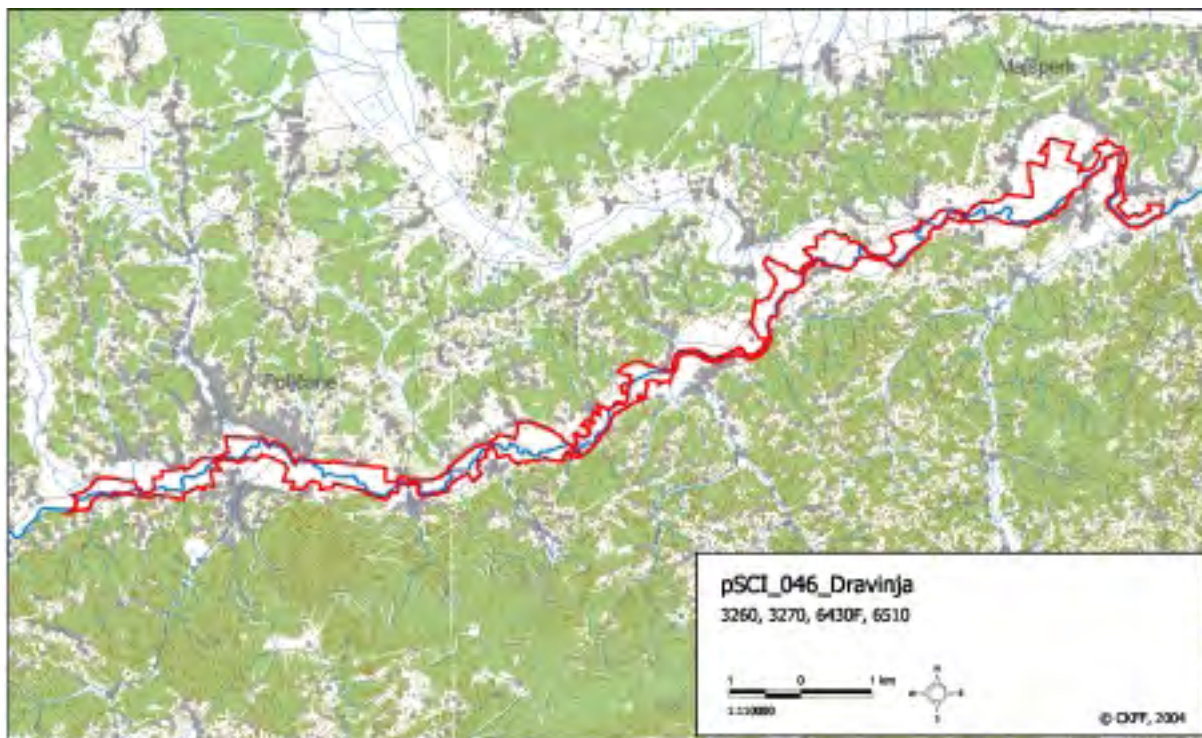 Majšperk
Poljčane
pSCI_046_Dravinja
3260, 3270, 6430F, 6510
1 0 1 km
N
W E
S
© CKFF, 2004